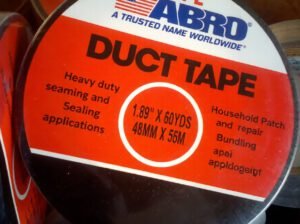 ABRO
A TRUSTED NAME WORLDWIDE
DUCT TAPE
Heavy duty
seaming and
Sealing
applications
1.89" X 60YDS
48MM X 55M
Household Patch
and repair
Bundling